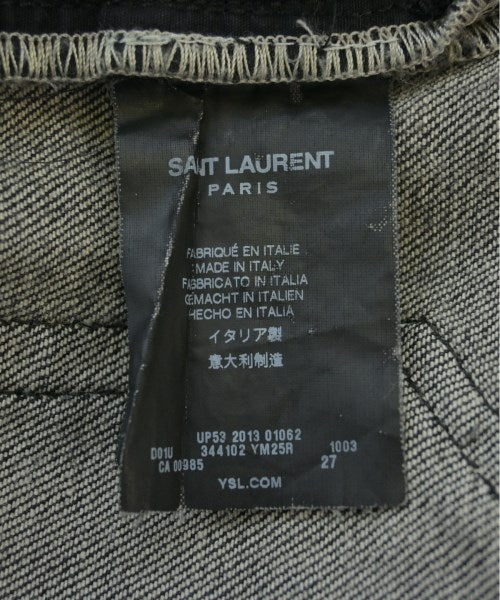 SAINT LAURENT
PARIS
FABRIQUÉ EN ITALIE
MADE IN ITALY
FABBRICATO IN ITALIA
GEMACHT IN ITALIEN
HECHO EN ITALIA
イタリア製
意大利制造
UP53 2013 01062
D01U 344102 YM25R 1003
CA 00985 27
YSL.COM